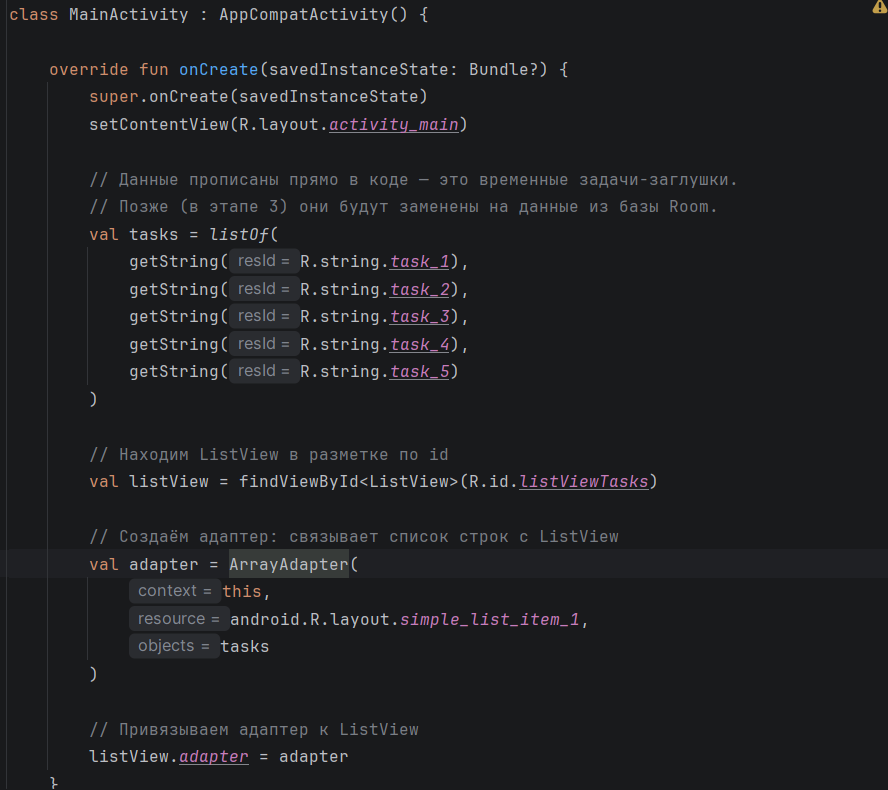 class MainActivity : AppCompatActivity() {
override fun onCreate(savedInstanceState: Bundle?) {
super.onCreate(savedInstanceState)
setContentView(R.layout.activity_main)
// Данные прописаны прямо в коде — это временные задачи-заглушки.
// Позже (в этапе 3) они будут заменены на данные из базы Room.
val tasks = listOf(
getString( resId = R.string.task_1),
getString( resId = R.string.task_2),
getString( resId = R.string.task_3),
getString( resId = R.string.task_4),
getString( resId = R.string.task_5)
)
// Находим ListView в разметке по id
val listView = findViewById<ListView>(R.id.listViewTasks)
// Создаём адаптер: связывает список строк с ListView
val adapter = ArrayAdapter(
context = this,
resource = android.R.layout.simple_list_item_1,
objects = tasks
)
// Привязываем адаптер к ListView
listView.adapter = adapter
}